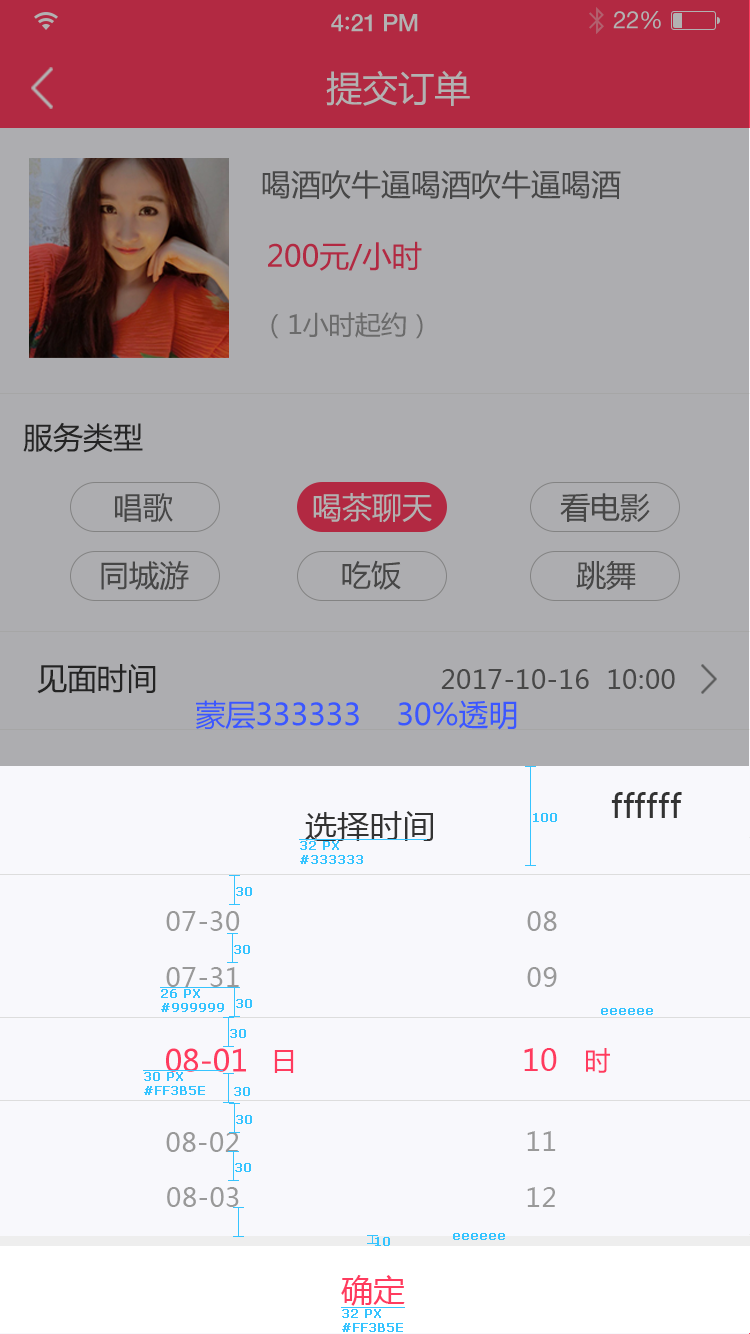 4:21 PM 22%
提交订单
喝酒吹牛逼喝酒吹牛逼喝酒
200元/小时
（ 1小时起约 ）
服务类型
唱歌 喝茶聊天 看电影
同城游 吃饭 跳舞
见面时间 2017-10-16 10:00
蒙层333333 30%透明
ffffff
100
选择时间
32 PX
#333333
30
07-30 08
30
07-31 09
26 PX
#999999 30
eeeeee
30
08-01 日 10 时
30 PX
#FF3B5E 30
30
08-02 11
30
08-03 12
eeeeee
10
确定
32 PX
#FF3B5E